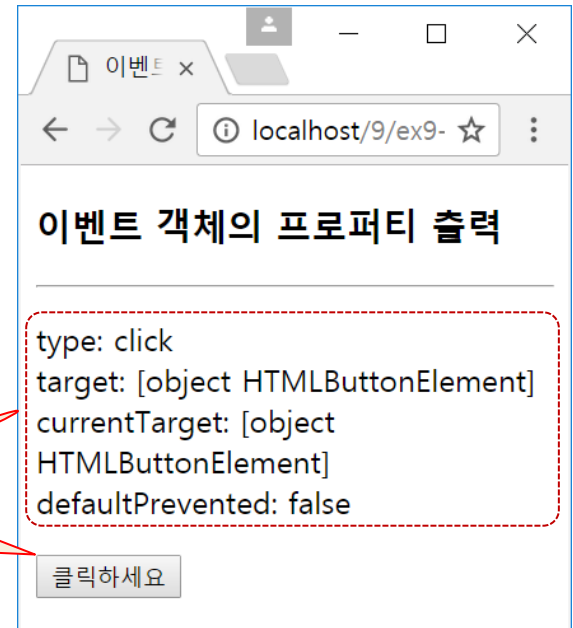 이벤트
localhost/9/ex9-
이벤트 객체의 프로퍼티 출력
type: click
target: [object HTMLButtonElement]
currentTarget: [object
HTMLButtonElement]
defaultPrevented: false
클릭하세요